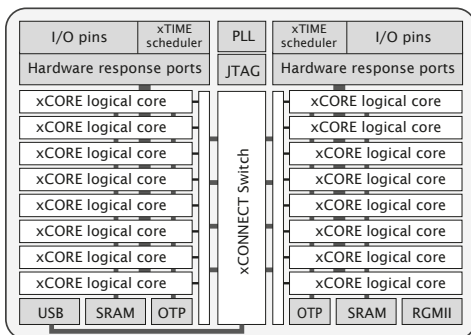 I/O pins
xTIME
scheduler
PLL
xTIME
scheduler
I/O pins
Hardware response ports
JTAG
Hardware response ports
xCORE logical core
xCORE logical core
xCORE logical core
xCORE logical core
xCORE logical core
xCORE logical core
xCORE logical core
xCORE logical core
xCONNECT Switch
xCORE logical core
xCORE logical core
xCORE logical core
xCORE logical core
xCORE logical core
xCORE logical core
xCORE logical core
xCORE logical core
USB
SRAM
OTP
OTP
SRAM
RGMII